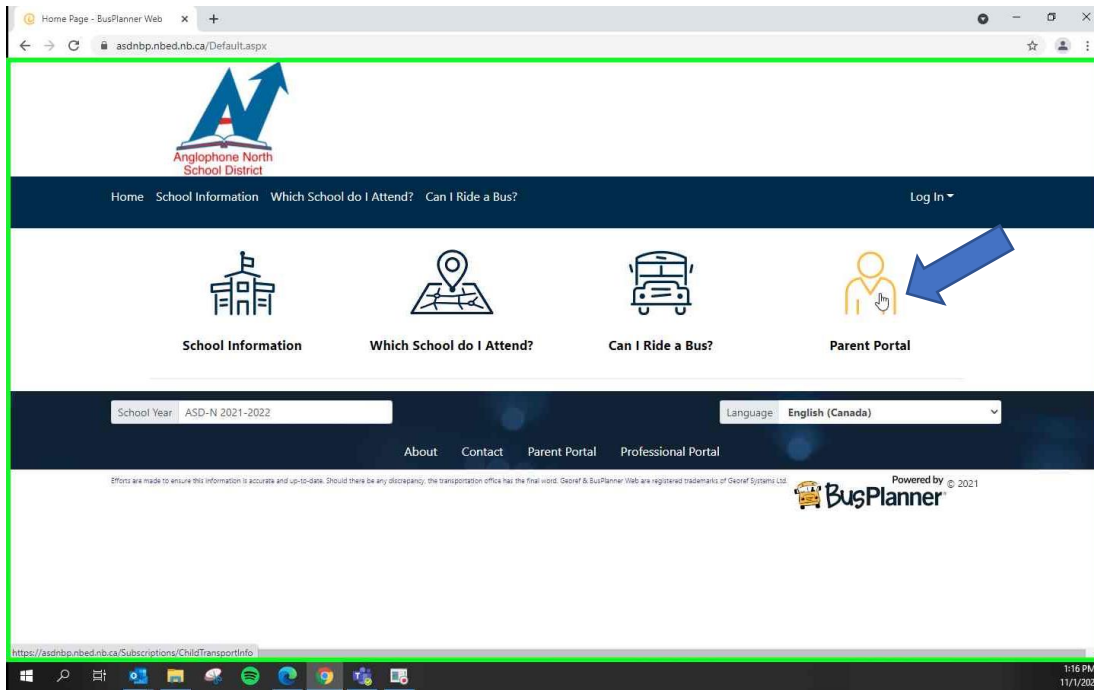 Home Page - BusPlanner Web
asdnbp.nbed.nb.ca/Default.aspx
Anglophone North
School District
Home School Information Which School do I Attend? Can I Ride a Bus? Log In
School Information Which School do I Attend? Can I Ride a Bus? Parent Portal
School Year ASD-N 2021-2022 Language English (Canada)
About Contact Parent Portal Professional Portal
Efforts are made to ensure this information is accurate and up-to-date. Should there be any discrepancy, the transportation office has the final word. Georef & BusPlanner Web are registered trademarks of Georef Systems Ltd.
Powered by © 2021
BusPlanner
https://asdnbp.nbed.nb.ca/Subscriptions/ChildTransportInfo
1:16 PM
11/1/202